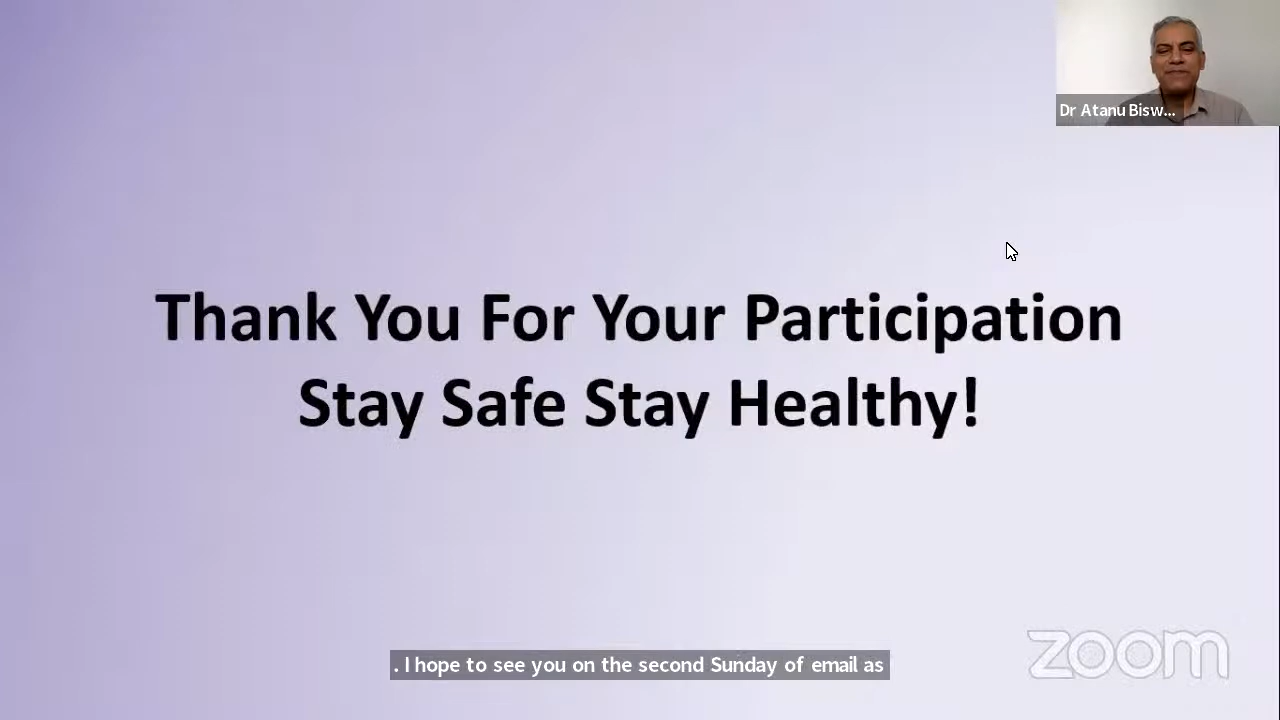 Dr Atanu Bisw...
Thank You For Your Participation
Stay Safe Stay Healthy!
. I hope to see you on the second Sunday of email as
zoom